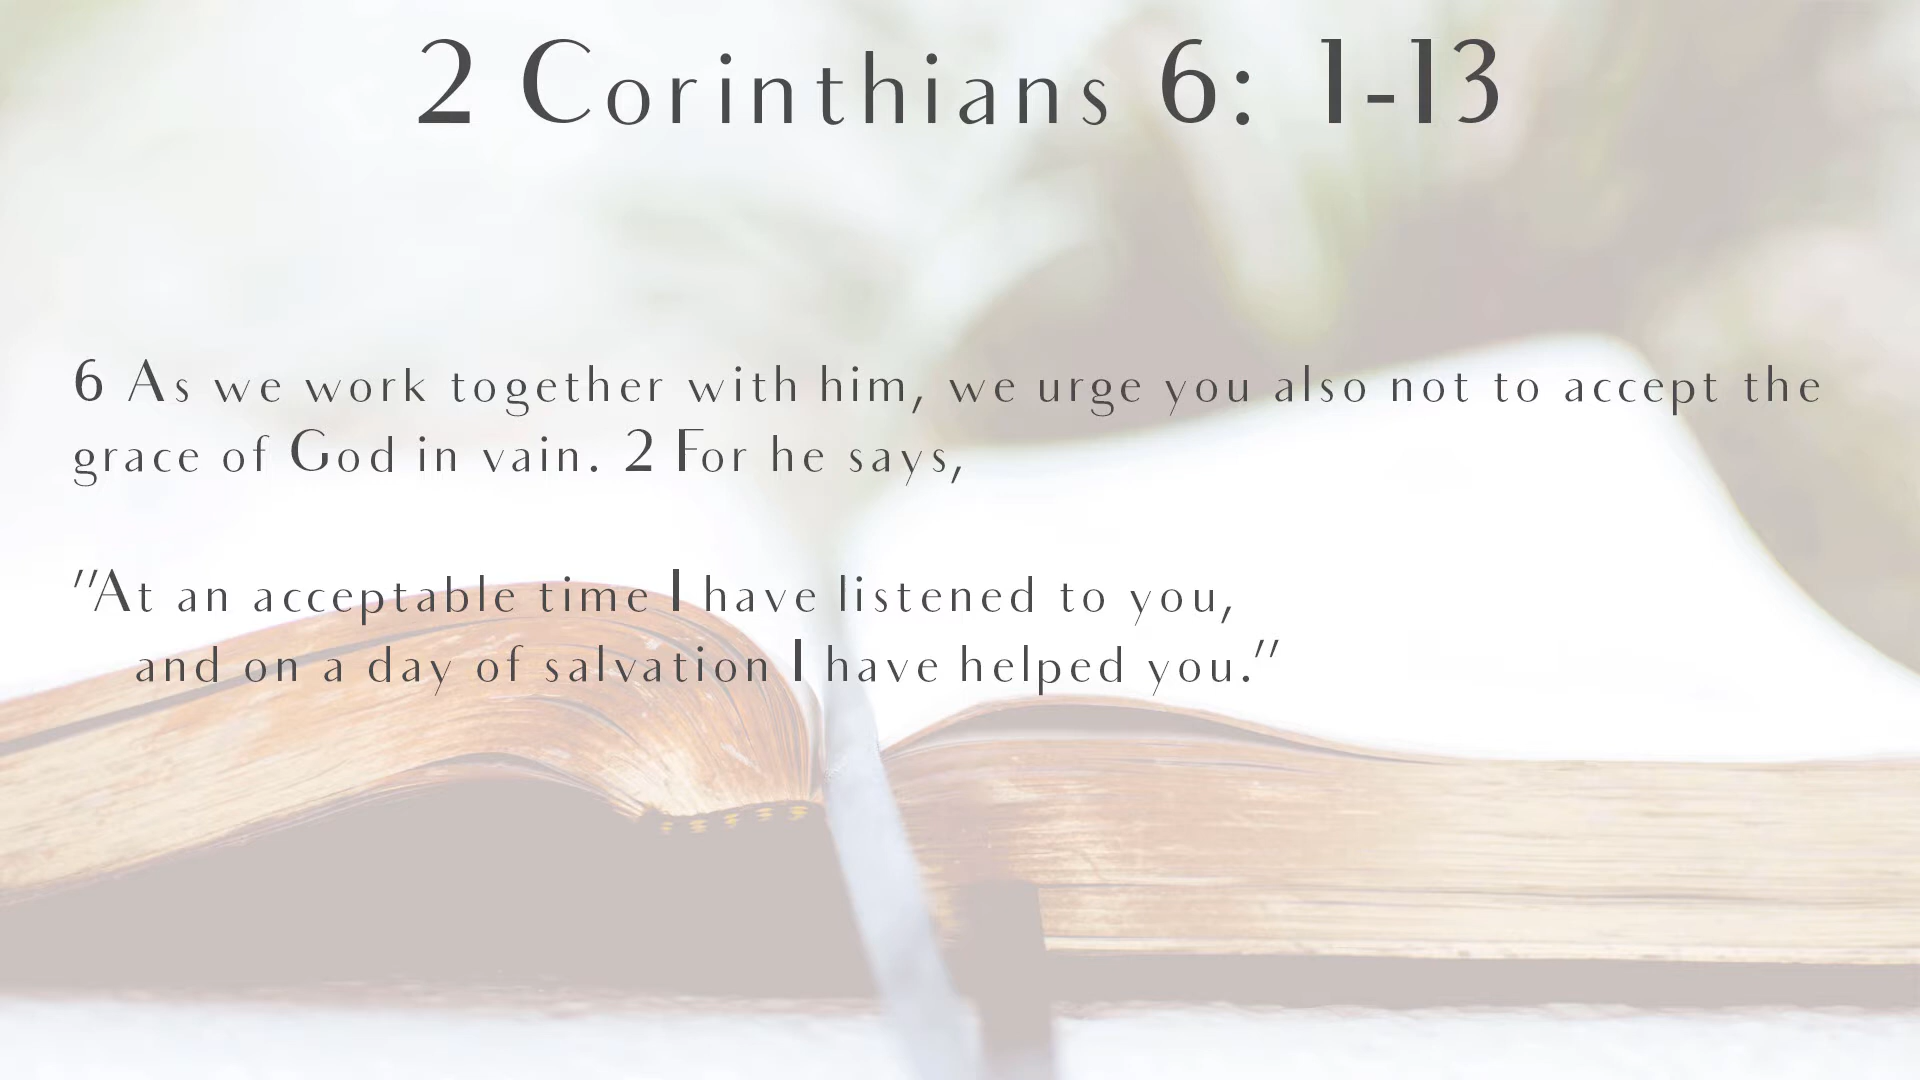 2 Corinthians 6: 1-13
6 As we work together with him, we urge you also not to accept the
grace of God in vain. 2 For he says,
"At an acceptable time I have listened to you,
and on a day of salvation I have helped you."